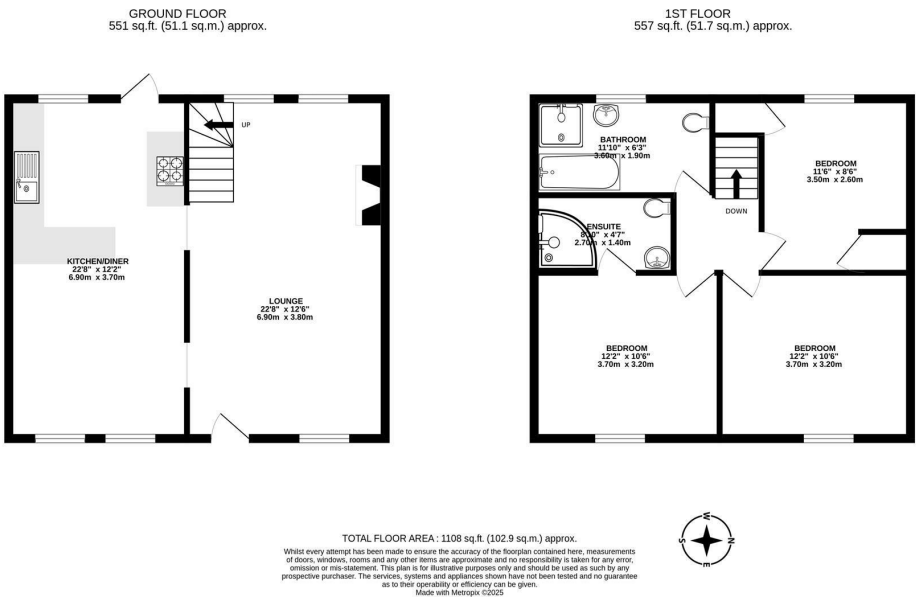 GROUND FLOOR
551 sq.ft. (51.1 sq.m.) approx.
1ST FLOOR
557 sq.ft. (51.7 sq.m.) approx.
UP
KITCHEN/DINER
22'8" x 12'2"
6.90m x 3.70m
LOUNGE
22'8" x 12'6"
6.90m x 3.80m
BATHROOM
11'10" x 6'3"
3.60m x 1.90m
BEDROOM
11'6" x 8'6"
3.50m x 2.60m
DOWN
ENSUITE
8'10" x 4'7"
2.70m x 1.40m
BEDROOM
12'2" x 10'6"
3.70m x 3.20m
BEDROOM
12'2" x 10'6"
3.70m x 3.20m
TOTAL FLOOR AREA : 1108 sq.ft. (102.9 sq.m.) approx.
Whilst every attempt has been made to ensure the accuracy of the floorplan contained here, measurements
of doors, windows, rooms and any other items are approximate and no responsibility is taken for any error,
omission or mis-statement. This plan is for illustrative purposes only and should be used as such by any
prospective purchaser. The services, systems and appliances shown have not been tested and no guarantee
as to their operability or efficiency can be given.
Made with Metropix ©2025
W
N
E
S